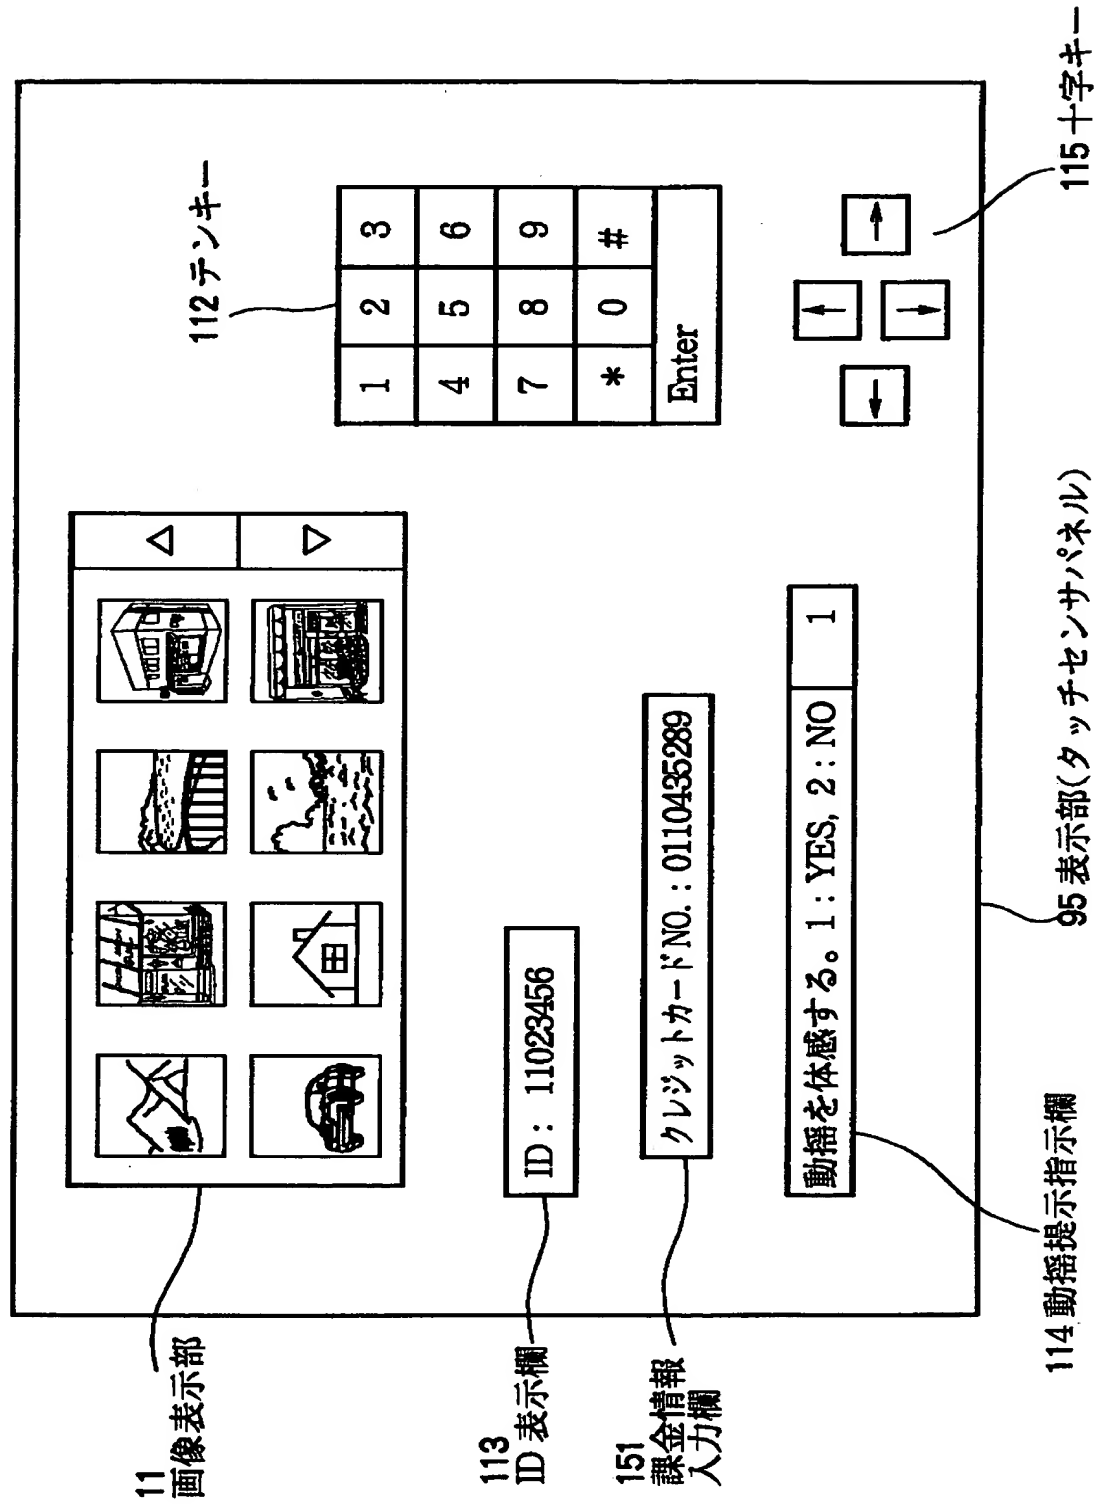 112 テンキー
1 2 3
4 5 6
7 8 9
* 0 #
Enter
115 十字キー
11
画像表示部
113
ID 表示欄
ID : 11023456
151
課金情報
入力欄
クレジットカードNO. : 0110435289
動揺を体感する。1 : YES, 2 : NO 1
114 動揺提示指示欄
95 表示部(タッチセンサパネル)